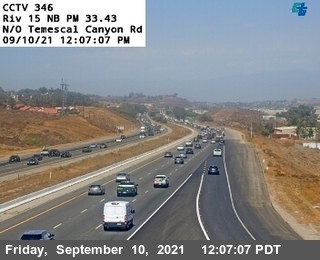 CCTV 346
Riv 15 NB PM 33.43
N/O Temescal Canyon Rd
09/10/21 12:07:07 PM
Friday, September 10, 2021 12:07:07 PDT